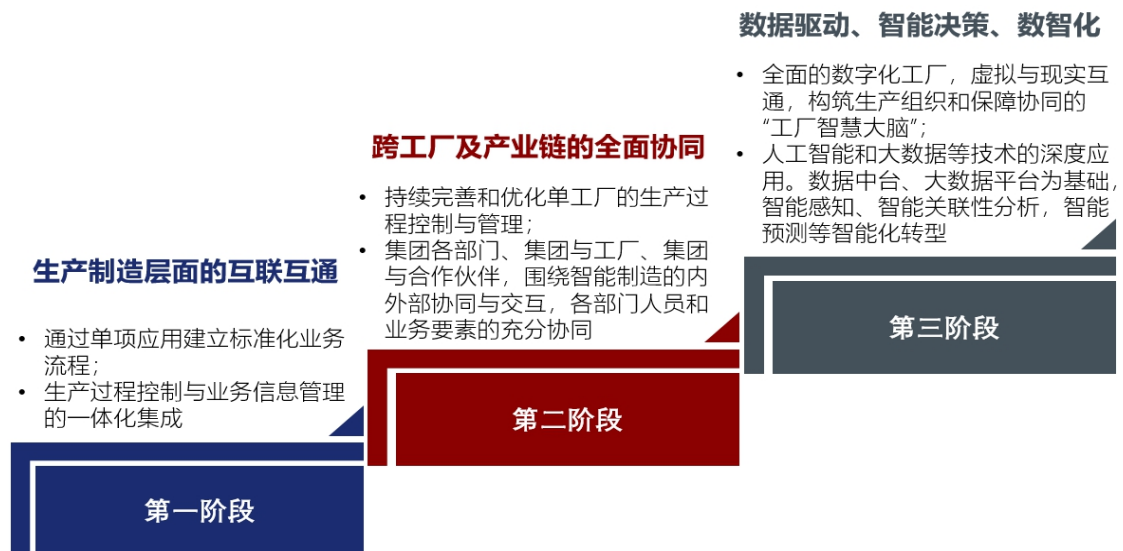 生产制造层面的互联互通
• 通过单项应用建立标准化业务
流程；
• 生产过程控制与业务信息管理
的一体化集成
第一阶段
跨工厂及产业链的全面协同
• 持续完善和优化单工厂的生产过
程控制与管理；
• 集团各部门、集团与工厂、集团
与合作伙伴，围绕智能制造的内
外部协同与交互，各部门人员和
业务要素的充分协同
第二阶段
数据驱动、智能决策、数智化
• 全面的数字化工厂，虚拟与现实互
通，构筑生产组织和保障协同的
“工厂智慧大脑”；
• 人工智能和大数据等技术的深度应
用。数据中台、大数据平台为基础，
智能感知、智能关联性分析，智能
预测等智能化转型
第三阶段